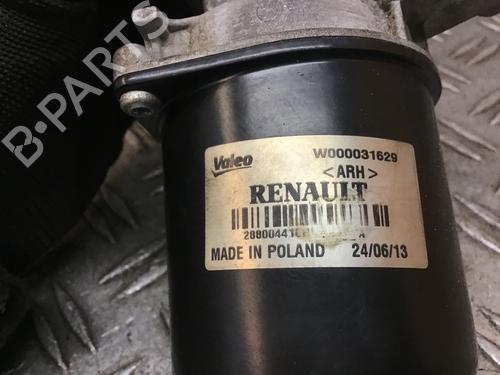 B-PARTS
Valeo
W000031629
<ARH>
RENAULT
MADE IN POLAND 24/06/13